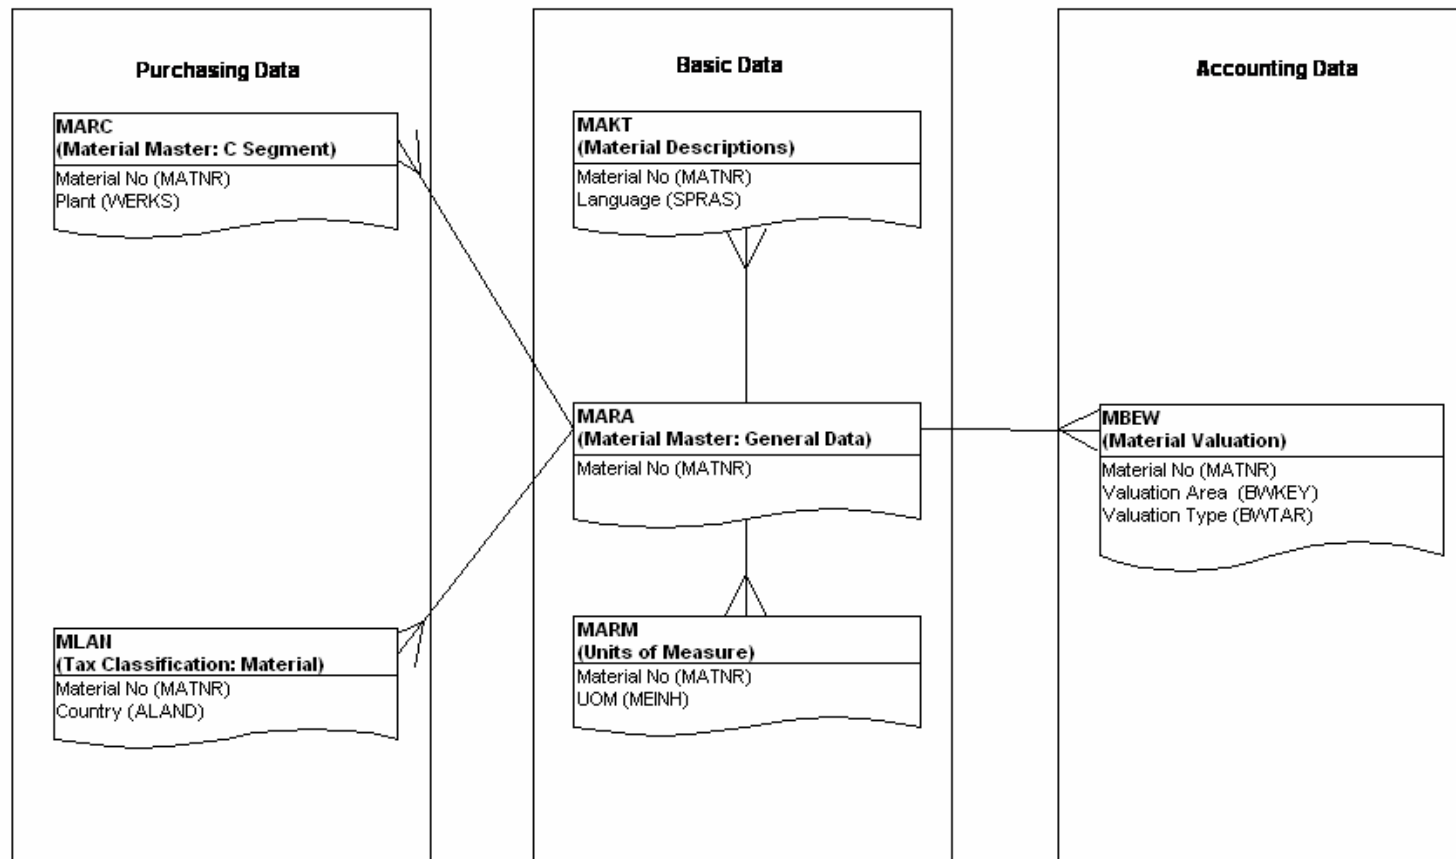 Purchasing Data
MARC
(Material Master: C Segment)
Material No (MATNR)
Plant (WERKS)
MLAN
(Tax Classification: Material)
Material No (MATNR)
Country (ALAND)
Basic Data
MAKT
(Material Descriptions)
Material No (MATNR)
Language (SPRAS)
MARA
(Material Master: General Data)
Material No (MATNR)
MARM
(Units of Measure)
Material No (MATNR)
UOM (MEINH)
Accounting Data
MBEW
(Material Valuation)
Material No (MATNR)
Valuation Area (BWKEY)
Valuation Type (BWTAR)